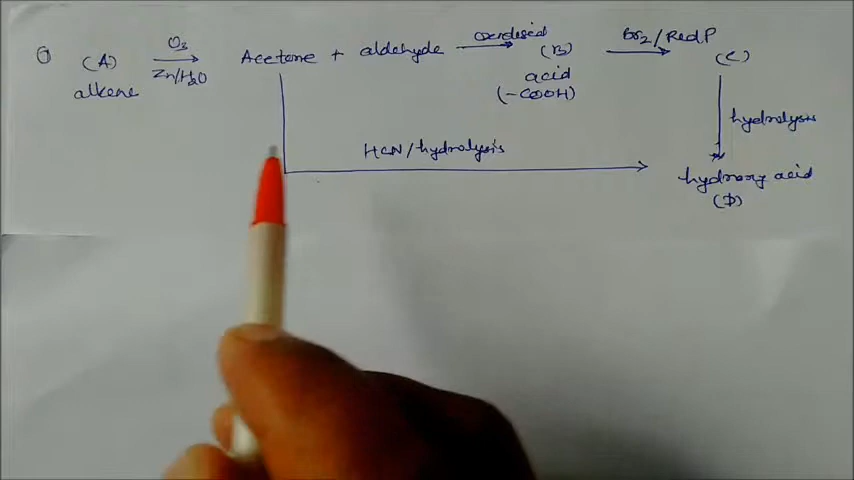 Q (A) O3 Acetone + aldehyde oxidised (B) Br2/Red P (C)
alkene Zn/H2O acid
(-COOH)
hydrolysis
HCN/hydrolysis
hydroxy acid
(D)